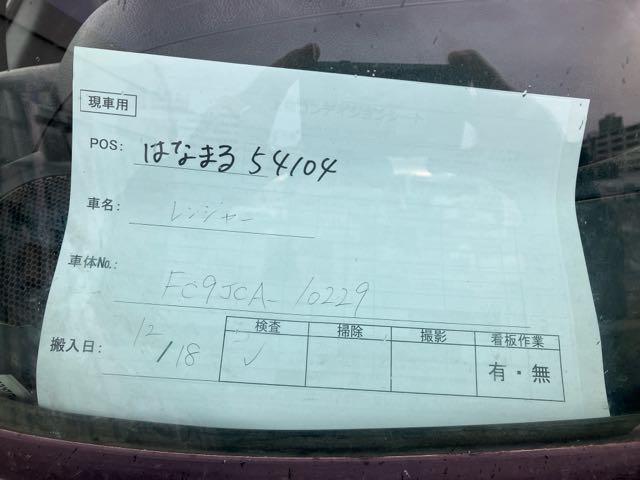 現車用
POS: はなまる 54104
車名: レンジャー
車体No.: FC9JCA-10229
搬入日: 12/18
検査 掃除 撮影 看板作業
✓ 有・無